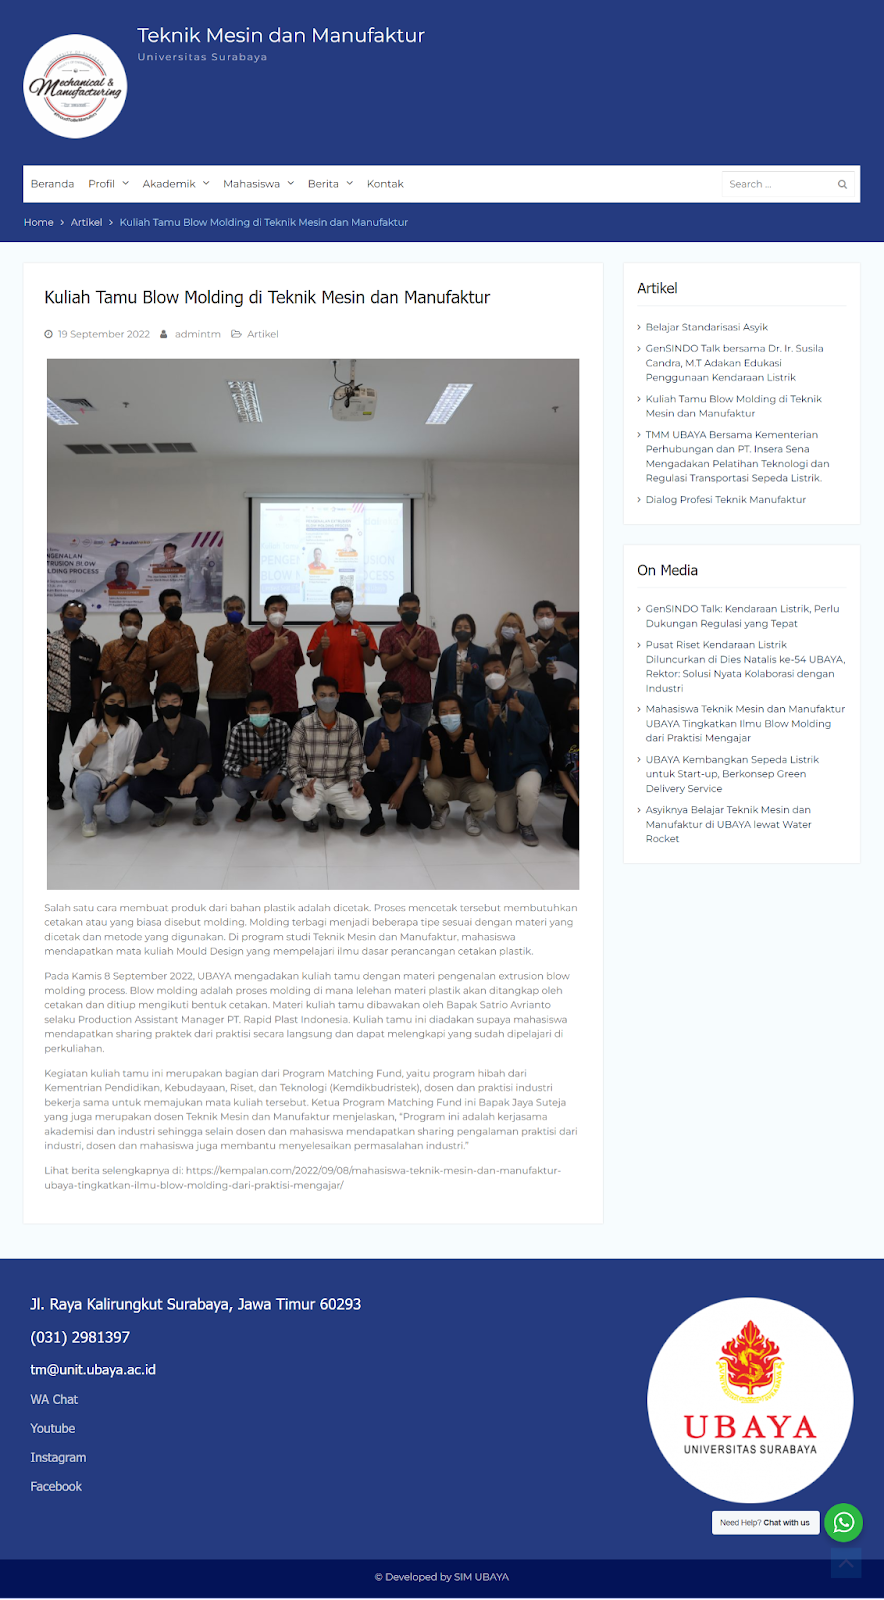 Teknik Mesin dan Manufaktur
Universitas Surabaya
Mechanical &
Manufacturing
Beranda Profil Akademik Mahasiswa Berita Kontak
Search ...
Home > Artikel > Kuliah Tamu Blow Molding di Teknik Mesin dan Manufaktur
Kuliah Tamu Blow Molding di Teknik Mesin dan Manufaktur
19 September 2022 admintm Artikel
Salah satu cara membuat produk dari bahan plastik adalah dicetak. Proses mencetak tersebut membutuhkan
cetakan atau yang biasa disebut molding. Molding terbagi menjadi beberapa tipe sesuai dengan materi yang
dicetak dan metode yang digunakan. Di program studi Teknik Mesin dan Manufaktur, mahasiswa
mendapatkan mata kuliah Mould Design yang mempelajari ilmu dasar perancangan cetakan plastik.
Pada Kamis 8 September 2022, UBAYA mengadakan kuliah tamu dengan materi pengenalan extrusion blow
molding process. Blow molding adalah proses molding di mana lelehan materi plastik akan ditangkap oleh
cetakan dan ditiup mengikuti bentuk cetakan. Materi kuliah tamu dibawakan oleh Bapak Satrio Avrianto
selaku Production Assistant Manager PT. Rapid Plast Indonesia. Kuliah tamu ini diadakan supaya mahasiswa
mendapatkan sharing praktek dari praktisi secara langsung dan dapat melengkapi yang sudah dipelajari di
perkuliahan.
Kegiatan kuliah tamu ini merupakan bagian dari Program Matching Fund, yaitu program hibah dari
Kementrian Pendidikan, Kebudayaan, Riset, dan Teknologi (Kemdikbudristek), dosen dan praktisi industri
bekerja sama untuk memajukan mata kuliah tersebut. Ketua Program Matching Fund ini Bapak Jaya Suteja
yang juga merupakan dosen Teknik Mesin dan Manufaktur menjelaskan, “Program ini adalah kerjasama
akademisi dan industri sehingga selain dosen dan mahasiswa mendapatkan sharing pengalaman praktisi dari
industri, dosen dan mahasiswa juga membantu menyelesaikan permasalahan industri.”
Lihat berita selengkapnya di: https://kempalan.com/2022/09/08/mahasiswa-teknik-mesin-dan-manufaktur-
ubaya-tingkatkan-ilmu-blow-molding-dari-praktisi-mengajar/
Artikel
Belajar Standarisasi Asyik
GenSINDO Talk bersama Dr. Ir. Susila
Candra, M.T Adakan Edukasi
Penggunaan Kendaraan Listrik
Kuliah Tamu Blow Molding di Teknik
Mesin dan Manufaktur
TMM UBAYA Bersama Kementerian
Perhubungan dan PT. Insera Sena
Mengadakan Pelatihan Teknologi dan
Regulasi Transportasi Sepeda Listrik.
Dialog Profesi Teknik Manufaktur
On Media
GenSINDO Talk: Kendaraan Listrik, Perlu
Dukungan Regulasi yang Tepat
Pusat Riset Kendaraan Listrik
Diluncurkan di Dies Natalis ke-54 UBAYA,
Rektor: Solusi Nyata Kolaborasi dengan
Industri
Mahasiswa Teknik Mesin dan Manufaktur
UBAYA Tingkatkan Ilmu Blow Molding
dari Praktisi Mengajar
UBAYA Kembangkan Sepeda Listrik
untuk Start-up, Berkonsep Green
Delivery Service
Asyiknya Belajar Teknik Mesin dan
Manufaktur di UBAYA lewat Water
Rocket
Jl. Raya Kalirungkut Surabaya, Jawa Timur 60293
(031) 2981397
tm@unit.ubaya.ac.id
WA Chat
Youtube
Instagram
Facebook
UBAYA
UNIVERSITAS SURABAYA
Need Help? Chat with us
© Developed by SIM UBAYA